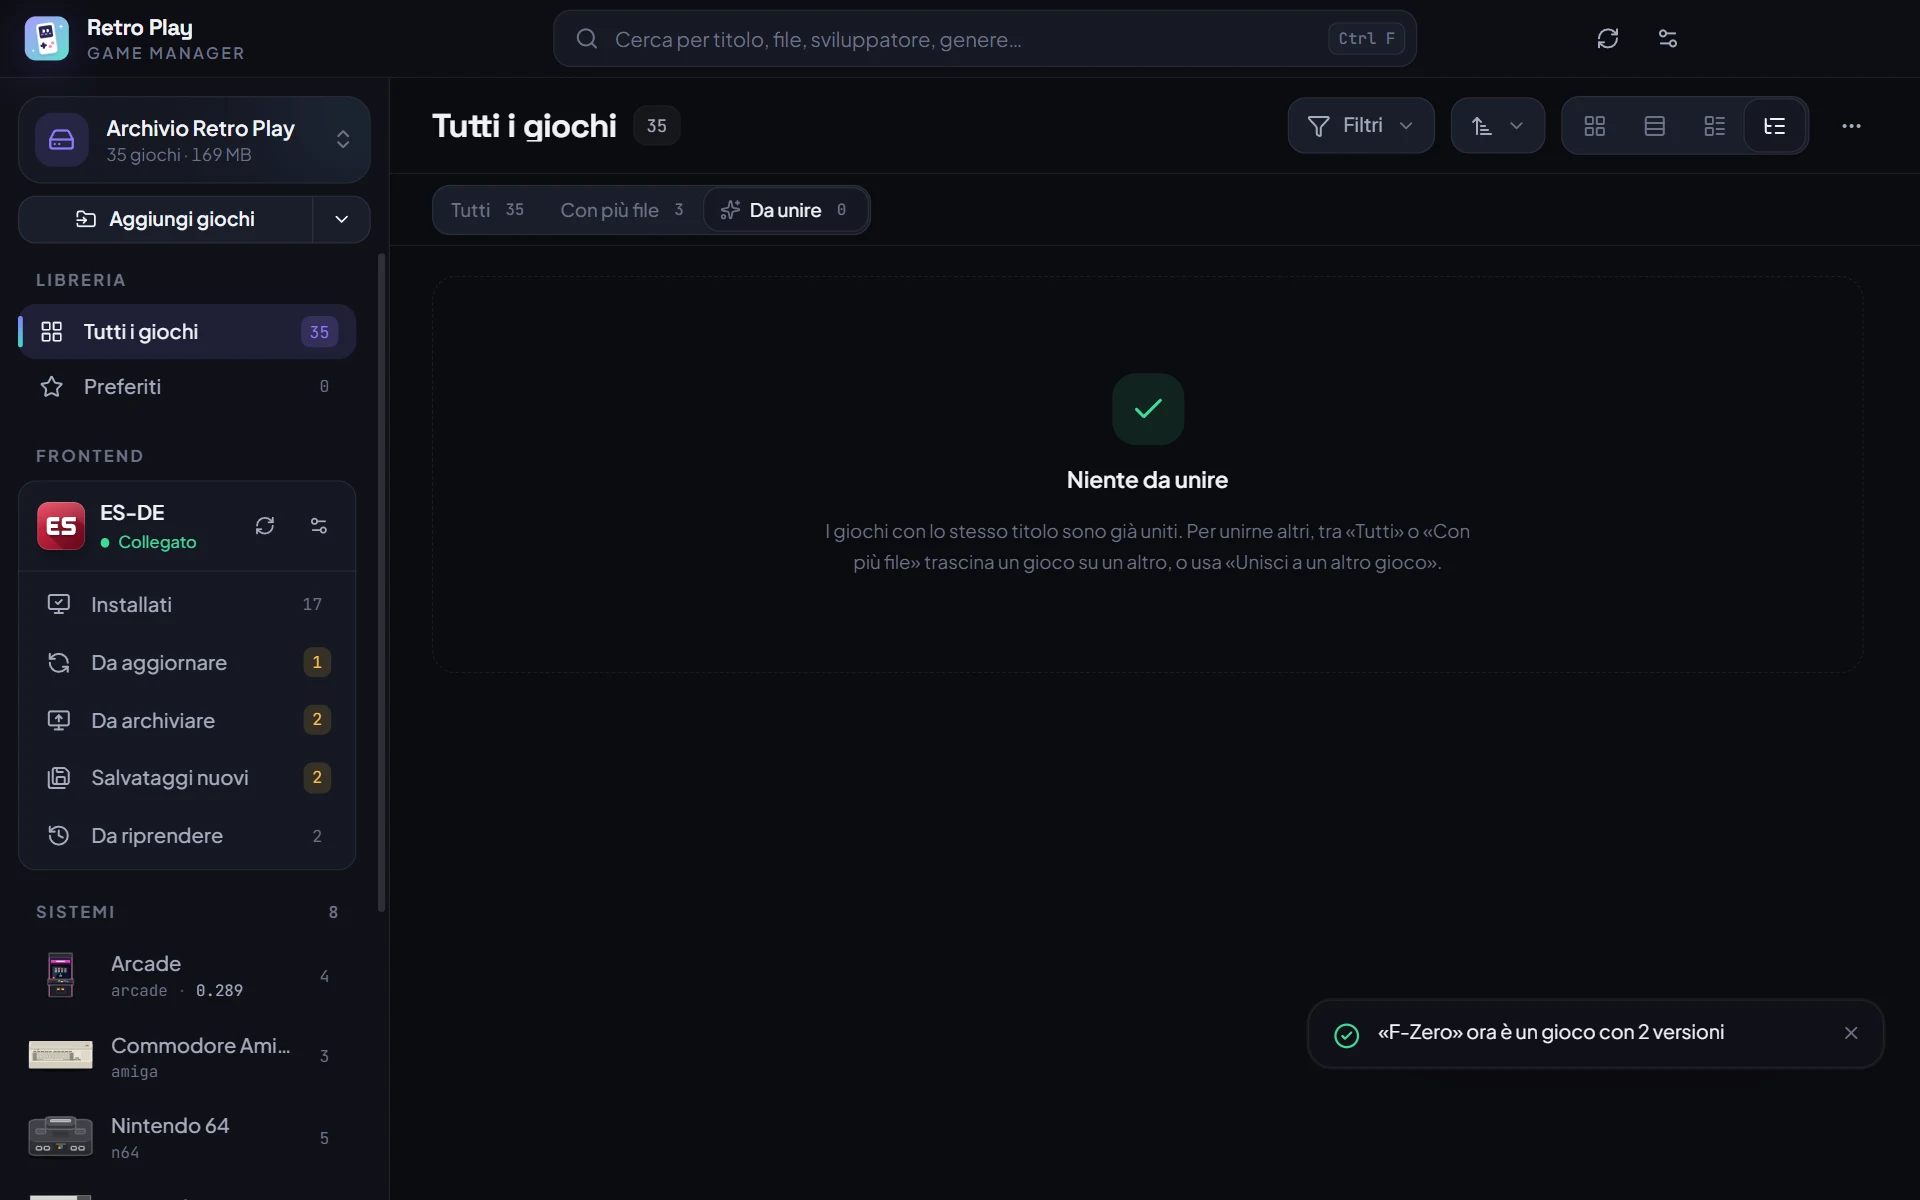 Retro Play
GAME MANAGER
Cerca per titolo, file, sviluppatore, genere…
Ctrl F
Archivio Retro Play
35 giochi · 169 MB
Aggiungi giochi
LIBRERIA
Tutti i giochi 35
Preferiti 0
FRONTEND
ES
ES-DE
Collegato
Installati 17
Da aggiornare 1
Da archiviare 2
Salvataggi nuovi 2
Da riprendere 2
SISTEMI 8
Arcade 4
arcade · 0.289
Commodore Ami… 3
amiga
Nintendo 64 5
n64
Tutti i giochi 35
Filtri
Tutti 35
Con più file 3
Da unire 0
Niente da unire
I giochi con lo stesso titolo sono già uniti. Per unirne altri, tra «Tutti» o «Con
più file» trascina un gioco su un altro, o usa «Unisci a un altro gioco».
«F-Zero» ora è un gioco con 2 versioni